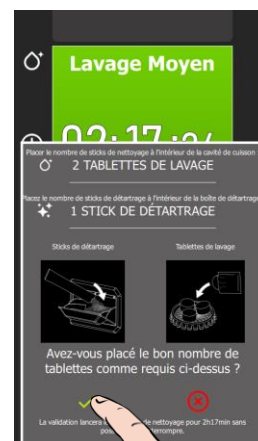 Lavage Moyen
02:17:04
Placer le nombre de sticks de nettoyage à l'intérieur de la cavité de cuisson
2 TABLETTES DE LAVAGE
Placez le nombre de sticks de détartrage à l'intérieur de la boîte de détartrage
1 STICK DE DÉTARTRAGE
Sticks de détartrage
Tablettes de lavage
Avez-vous placé le bon nombre de
tablettes comme requis ci-dessus ?
La validation lancera de nettoyage pour 2h17min sans
interrompre.